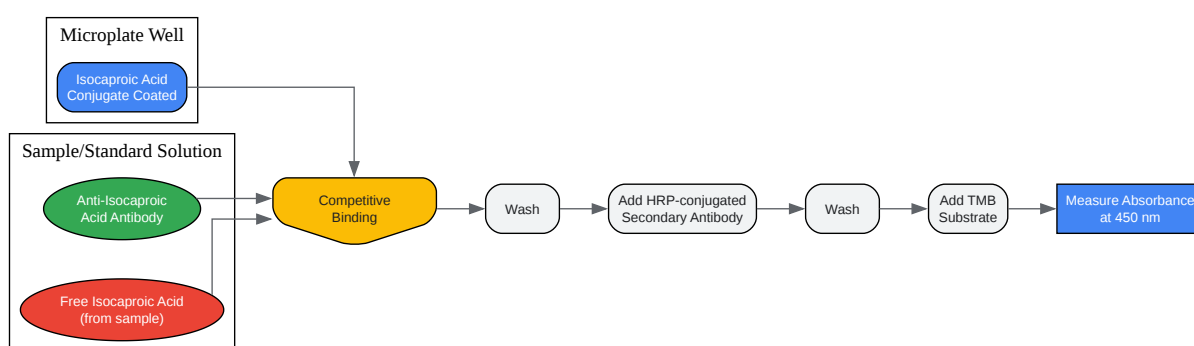 Microplate Well
Isocaproic Acid
Conjugate Coated
Sample/Standard Solution
Anti-Isocaproic
Acid Antibody
Free Isocaproic Acid
(from sample)
Competitive
Binding
Wash
Add HRP-conjugated
Secondary Antibody
Wash
Add TMB
Substrate
Measure Absorbance
at 450 nm